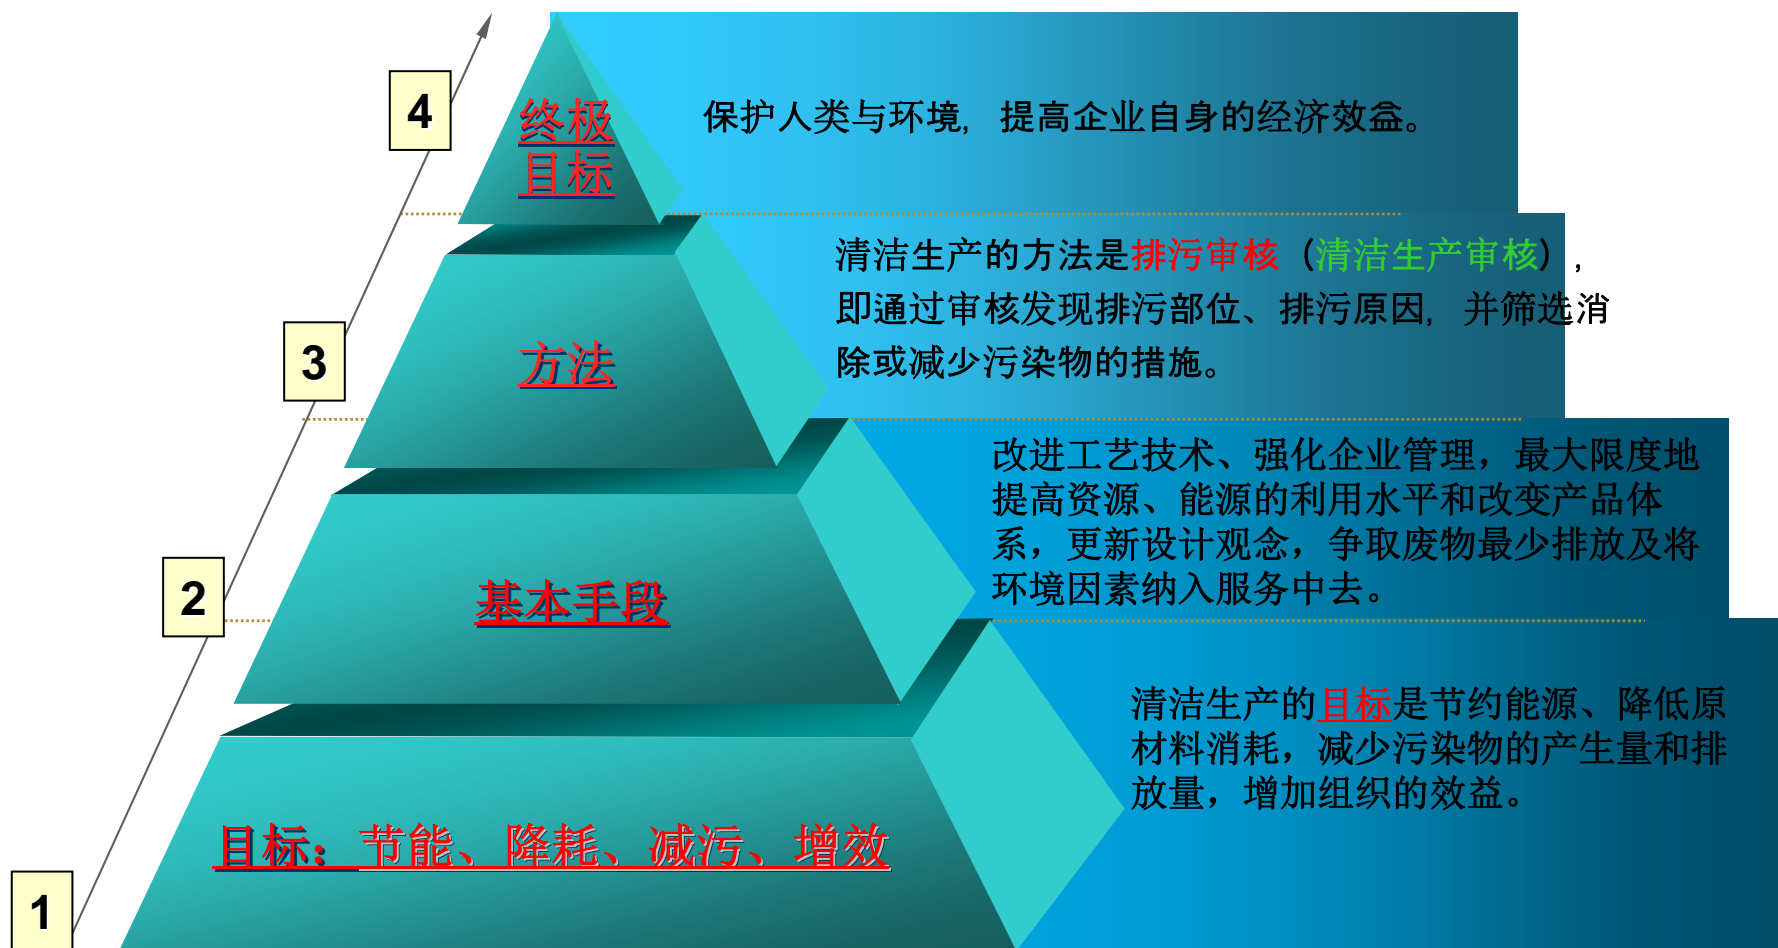 4
终极
目标
保护人类与环境，提高企业自身的经济效益。
3
方法
清洁生产的方法是排污审核（清洁生产审核），
即通过审核发现排污部位、排污原因，并筛选消
除或减少污染物的措施。
2
基本手段
改进工艺技术、强化企业管理，最大限度地
提高资源、能源的利用水平和改变产品体
系，更新设计观念，争取废物最少排放及将
环境因素纳入服务中去。
1
目标：节能、降耗、减污、增效
清洁生产的目标是节约能源、降低原
材料消耗，减少污染物的产生量和排
放量，增加组织的效益。